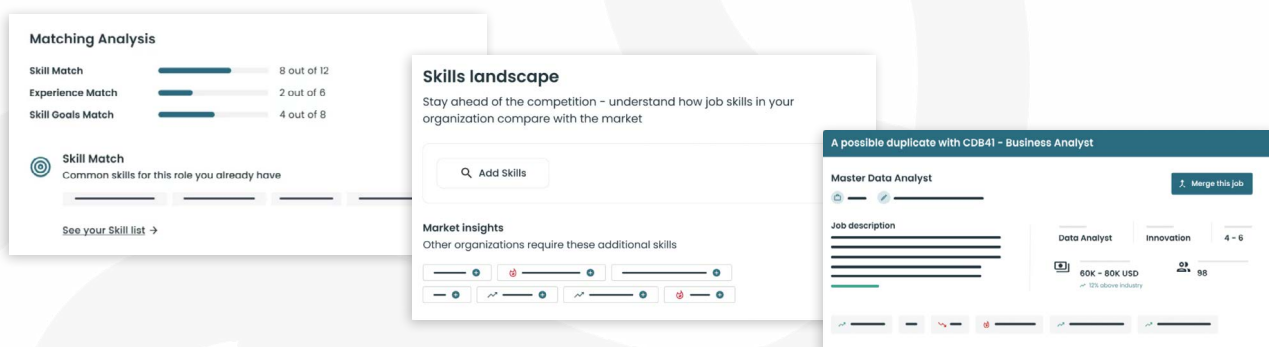 Matching Analysis
Skill Match 8 out of 12
Experience Match 2 out of 6
Skill Goals Match 4 out of 8
Skill Match
Common skills for this role you already have
See your Skill list →
Skills landscape
Stay ahead of the competition - understand how job skills in your
organization compare with the market
Add Skills
Market insights
Other organizations require these additional skills
A possible duplicate with CDB41 - Business Analyst
Master Data Analyst
Merge this job
Job description
Data Analyst Innovation 4 - 6
60K - 80K USD 98
12% above industry